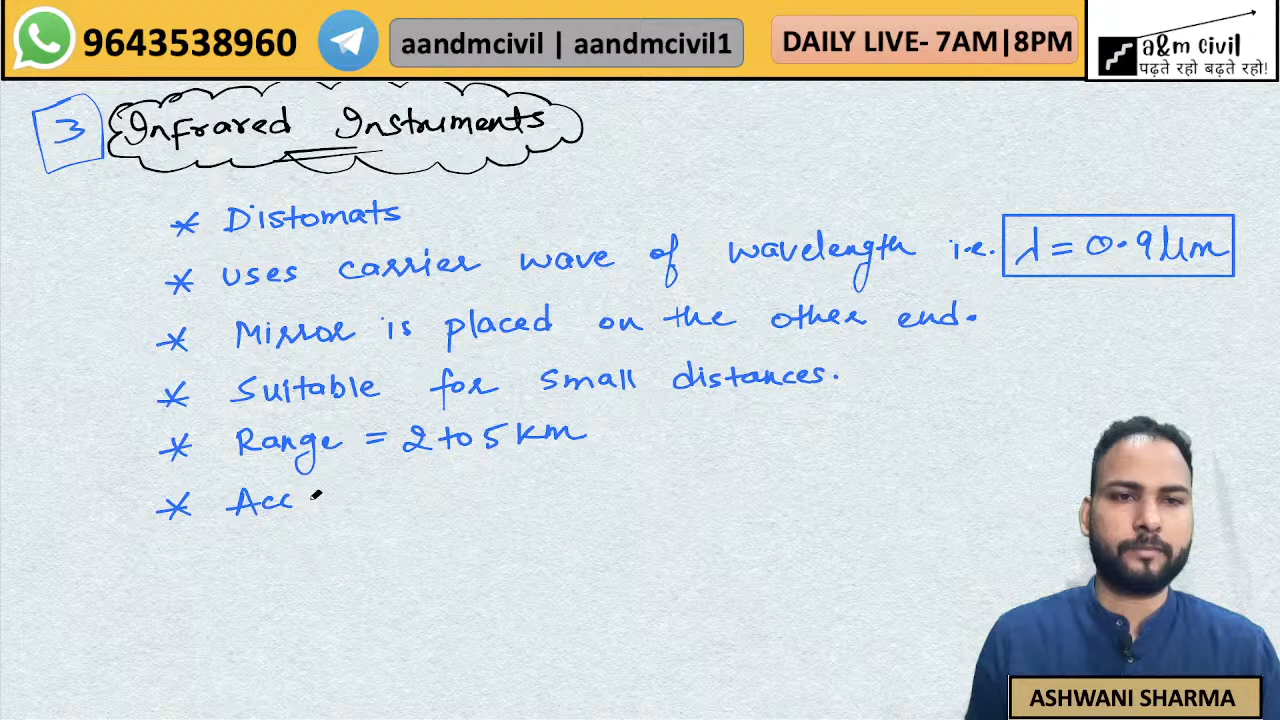 9643538960
aandmcivil | aandmcivil1
DAILY LIVE- 7AM|8PM
a&m civil
पढ़ते रहो बढ़ते रहो!
3 Infrared Instruments
* Distomats
* uses carrier wave of wavelength i.e. λ = 0.9 μm
* Mirror is placed on the other end.
* Suitable for small distances.
* Range = 2 to 5 km
* Acc
ASHWANI SHARMA